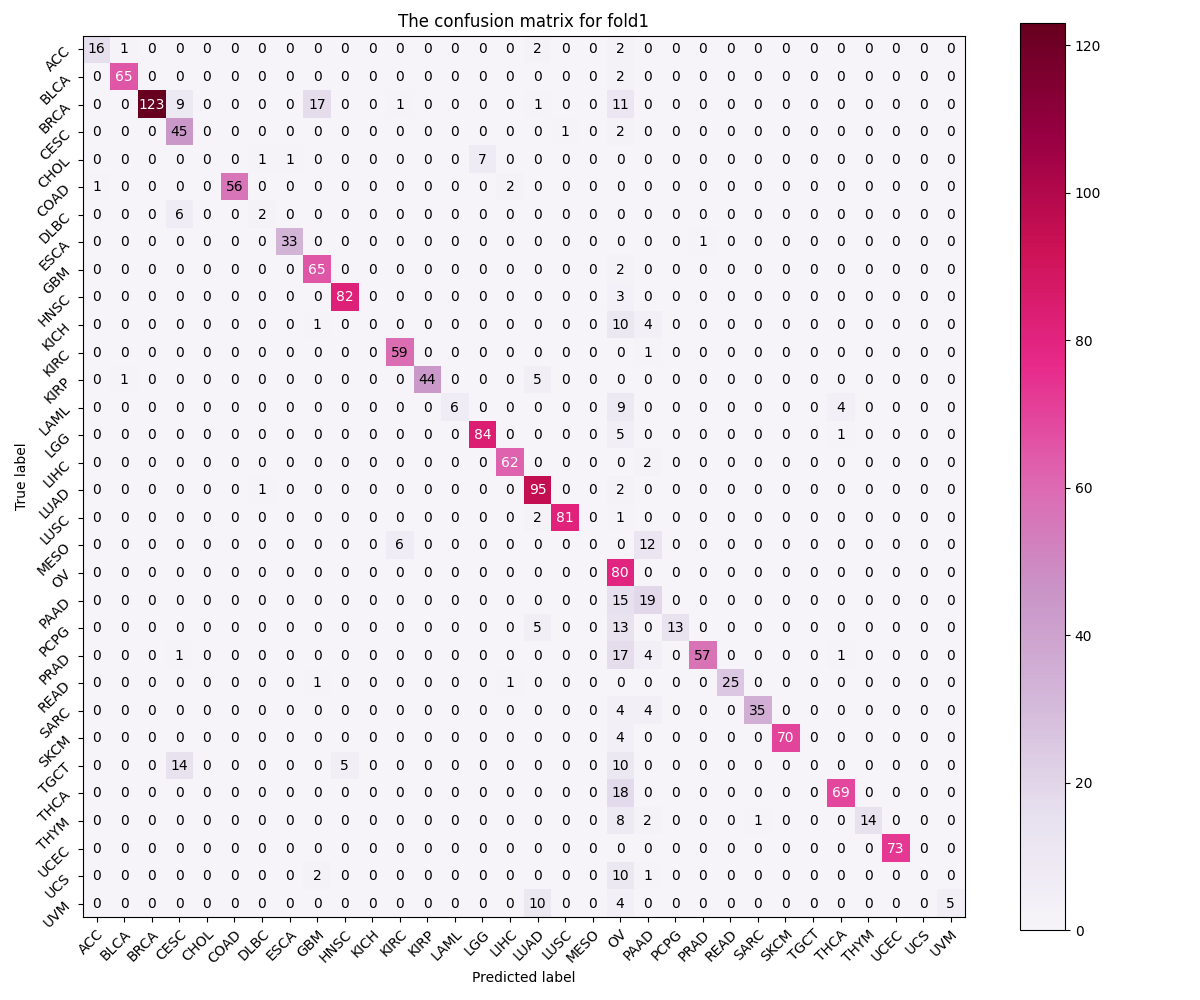 The confusion matrix for fold1
ACC 16 1 0 0 0 0 0 0 0 0 0 0 0 0 0 0 2 0 0 2 0 0 0 0 0 0 0 0 0 0 0 0
BLCA 0 65 0 0 0 0 0 0 0 0 0 0 0 0 0 0 0 0 0 2 0 0 0 0 0 0 0 0 0 0 0 0
BRCA 0 0 123 9 0 0 0 0 17 0 0 1 0 0 0 0 1 0 0 11 0 0 0 0 0 0 0 0 0 0 0 0
CESC 0 0 0 45 0 0 0 0 0 0 0 0 0 0 0 0 0 1 0 2 0 0 0 0 0 0 0 0 0 0 0 0
CHOL 0 0 0 0 0 0 1 1 0 0 0 0 0 0 7 0 0 0 0 0 0 0 0 0 0 0 0 0 0 0 0 0
COAD 1 0 0 0 0 56 0 0 0 0 0 0 0 0 0 2 0 0 0 0 0 0 0 0 0 0 0 0 0 0 0 0
DLBC 0 0 0 6 0 0 2 0 0 0 0 0 0 0 0 0 0 0 0 0 0 0 0 0 0 0 0 0 0 0 0 0
ESCA 0 0 0 0 0 0 0 33 0 0 0 0 0 0 0 0 0 0 0 0 0 0 1 0 0 0 0 0 0 0 0 0
GBM 0 0 0 0 0 0 0 0 65 0 0 0 0 0 0 0 0 0 0 2 0 0 0 0 0 0 0 0 0 0 0 0
HNSC 0 0 0 0 0 0 0 0 0 82 0 0 0 0 0 0 0 0 0 3 0 0 0 0 0 0 0 0 0 0 0 0
KICH 0 0 0 0 0 0 0 0 1 0 0 0 0 0 0 0 0 0 0 10 4 0 0 0 0 0 0 0 0 0 0 0
KIRC 0 0 0 0 0 0 0 0 0 0 0 59 0 0 0 0 0 0 0 0 1 0 0 0 0 0 0 0 0 0 0 0
KIRP 0 1 0 0 0 0 0 0 0 0 0 0 44 0 0 0 5 0 0 0 0 0 0 0 0 0 0 0 0 0 0 0
LAML 0 0 0 0 0 0 0 0 0 0 0 0 0 6 0 0 0 0 0 9 0 0 0 0 0 0 0 4 0 0 0 0
LGG 0 0 0 0 0 0 0 0 0 0 0 0 0 0 84 0 0 0 0 5 0 0 0 0 0 0 0 1 0 0 0 0
LIHC 0 0 0 0 0 0 0 0 0 0 0 0 0 0 0 62 0 0 0 0 2 0 0 0 0 0 0 0 0 0 0 0
LUAD 0 0 0 0 0 0 1 0 0 0 0 0 0 0 0 0 95 0 0 2 0 0 0 0 0 0 0 0 0 0 0 0
LUSC 0 0 0 0 0 0 0 0 0 0 0 0 0 0 0 0 2 81 0 1 0 0 0 0 0 0 0 0 0 0 0 0
MESO 0 0 0 0 0 0 0 0 0 0 0 6 0 0 0 0 0 0 0 0 12 0 0 0 0 0 0 0 0 0 0 0
OV 0 0 0 0 0 0 0 0 0 0 0 0 0 0 0 0 0 0 0 80 0 0 0 0 0 0 0 0 0 0 0 0
PAAD 0 0 0 0 0 0 0 0 0 0 0 0 0 0 0 0 0 0 0 15 19 0 0 0 0 0 0 0 0 0 0 0
PCPG 0 0 0 0 0 0 0 0 0 0 0 0 0 0 0 0 5 0 0 13 0 13 0 0 0 0 0 0 0 0 0 0
PRAD 0 0 0 1 0 0 0 0 0 0 0 0 0 0 0 0 0 0 0 17 4 0 57 0 0 0 0 1 0 0 0 0
READ 0 0 0 0 0 0 0 0 1 0 0 0 0 0 0 1 0 0 0 0 0 0 0 25 0 0 0 0 0 0 0 0
SARC 0 0 0 0 0 0 0 0 0 0 0 0 0 0 0 0 0 0 0 4 4 0 0 0 35 0 0 0 0 0 0 0
SKCM 0 0 0 0 0 0 0 0 0 0 0 0 0 0 0 0 0 0 0 4 0 0 0 0 0 70 0 0 0 0 0 0
TGCT 0 0 0 14 0 0 0 0 0 5 0 0 0 0 0 0 0 0 0 10 0 0 0 0 0 0 0 0 0 0 0 0
THCA 0 0 0 0 0 0 0 0 0 0 0 0 0 0 0 0 0 0 0 18 0 0 0 0 0 0 0 69 0 0 0 0
THYM 0 0 0 0 0 0 0 0 0 0 0 0 0 0 0 0 0 0 0 8 2 0 0 0 1 0 0 0 14 0 0 0
UCEC 0 0 0 0 0 0 0 0 0 0 0 0 0 0 0 0 0 0 0 0 0 0 0 0 0 0 0 0 0 73 0 0
UCS 0 0 0 0 0 0 0 0 2 0 0 0 0 0 0 0 0 0 0 10 1 0 0 0 0 0 0 0 0 0 0 0
UVM 0 0 0 0 0 0 0 0 0 0 0 0 0 0 0 0 10 0 0 4 0 0 0 0 0 0 0 0 0 0 0 5
ACC BLCA BRCA CESC CHOL COAD DLBC ESCA GBM HNSC KICH KIRC KIRP LAML LGG LIHC LUAD LUSC MESO OV PAAD PCPG PRAD READ SARC SKCM TGCT THCA THYM UCEC UCS UVM
Predicted label
True label
120
100
80
60
40
20
0